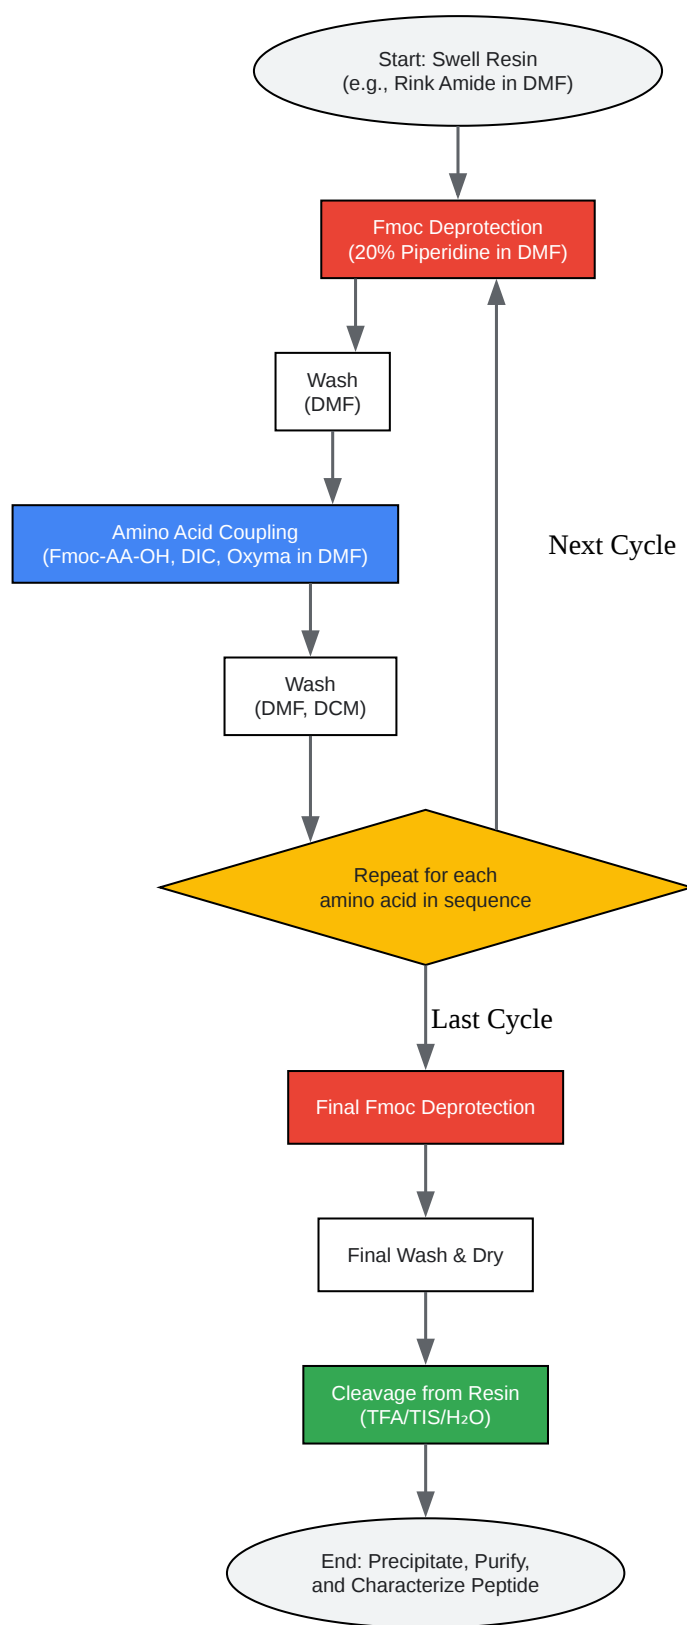 Start: Swell Resin
(e.g., Rink Amide in DMF)
Fmoc Deprotection
(20% Piperidine in DMF)
Wash
(DMF)
Amino Acid Coupling
(Fmoc-AA-OH, DIC, Oxyma in DMF)
Next Cycle
Wash
(DMF, DCM)
Repeat for each
amino acid in sequence
Last Cycle
Final Fmoc Deprotection
Final Wash & Dry
Cleavage from Resin
(TFA/TIS/H₂O)
End: Precipitate, Purify,
and Characterize Peptide